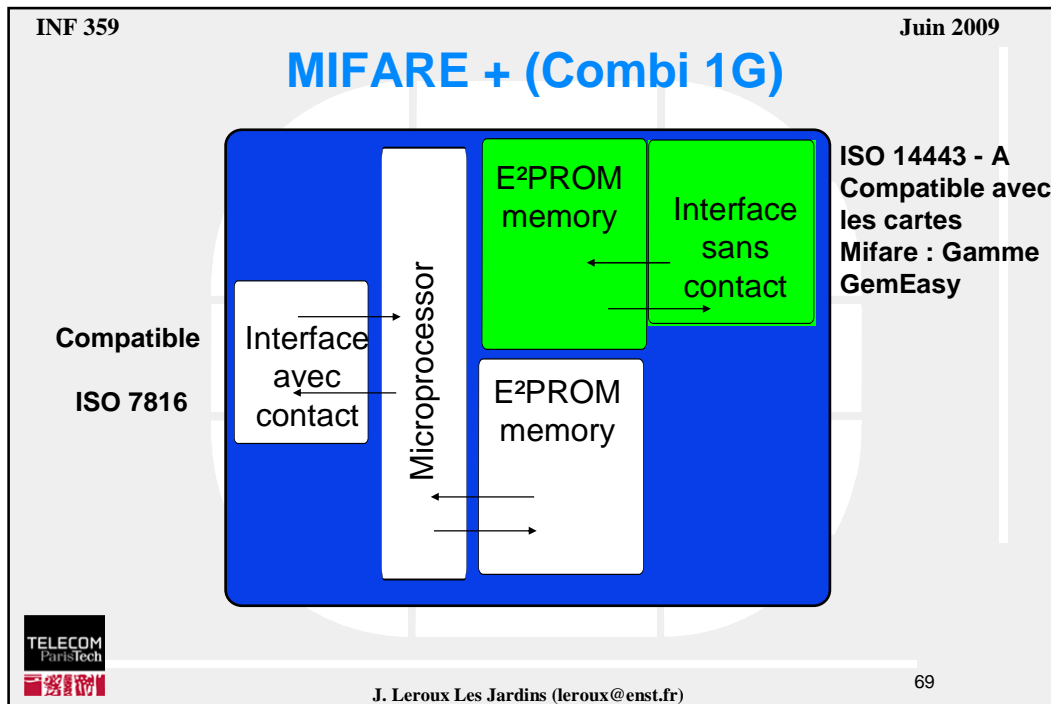 INF 359
Juin 2009
MIFARE + (Combi 1G)
E²PROM
memory
Interface
sans
contact
ISO 14443 - A
Compatible avec
les cartes
Mifare : Gamme
GemEasy
Compatible
ISO 7816
Interface
avec
contact
Microprocessor
E²PROM
memory
TELECOM
ParisTech
J. Leroux Les Jardins (leroux@enst.fr)
69